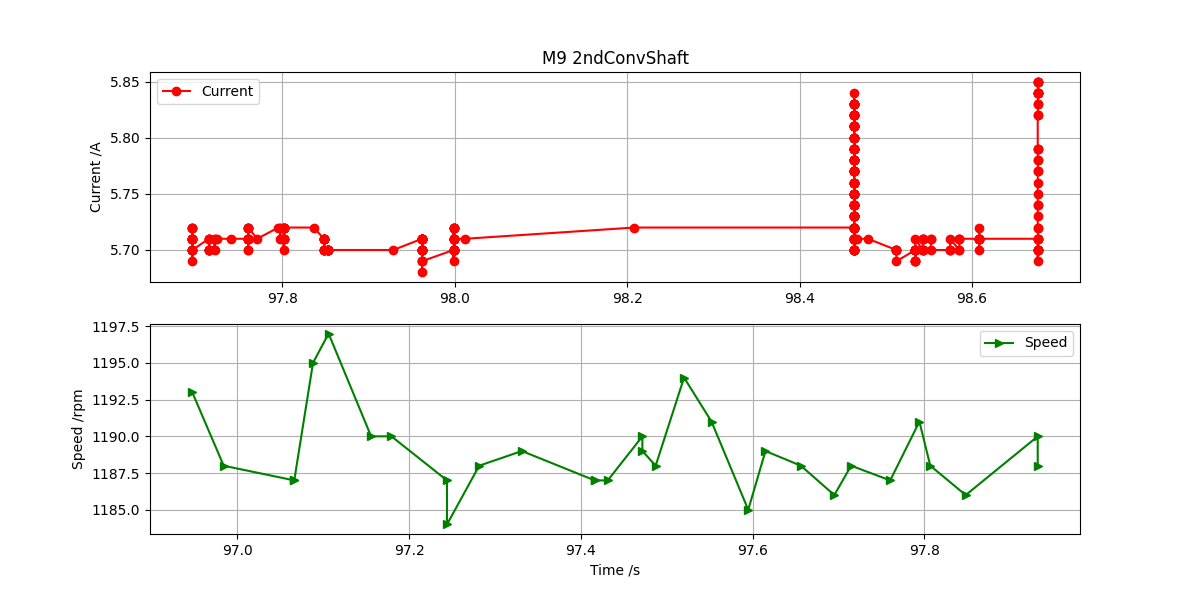 M9 2ndConvShaft
5.85
5.80
5.75
5.70
Current /A
Current
97.8 98.0 98.2 98.4 98.6
1197.5
1195.0
1192.5
1190.0
1187.5
1185.0
Speed /rpm
Speed
97.0 97.2 97.4 97.6 97.8
Time /s